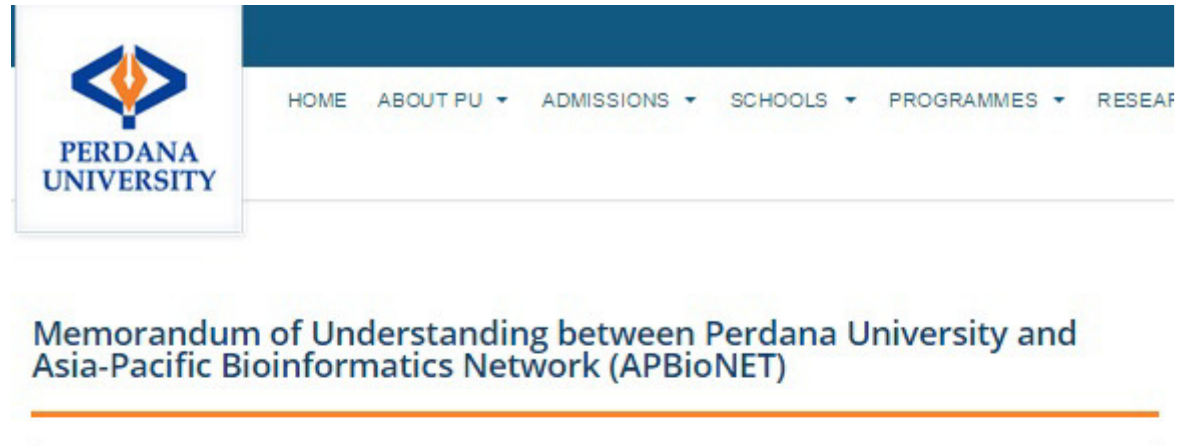 PERDANA
UNIVERSITY
HOME ABOUT PU ADMISSIONS SCHOOLS PROGRAMMES RESEAR
Memorandum of Understanding between Perdana University and
Asia-Pacific Bioinformatics Network (APBioNET)